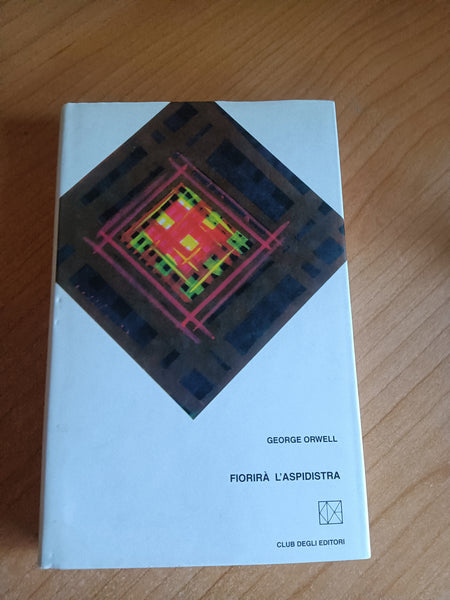 GEORGE ORWELL
FIORIRÀ L'ASPIDISTRA
CLUB DEGLI EDITORI